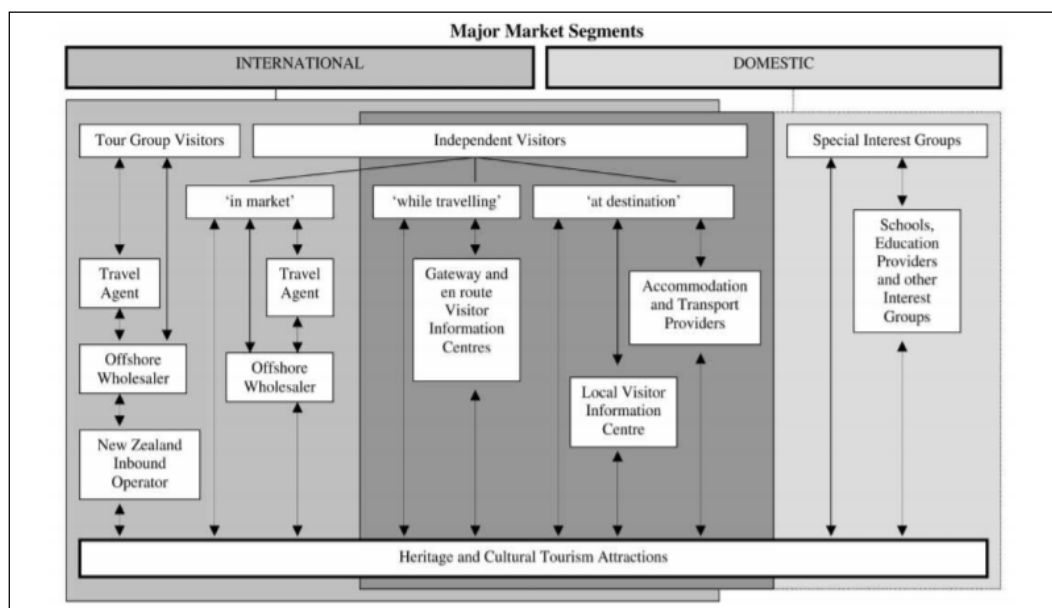 Major Market Segments
INTERNATIONAL
DOMESTIC
Tour Group Visitors
Independent Visitors
Special Interest Groups
‘in market’
‘while travelling’
‘at destination’
Travel
Agent
Travel
Agent
Gateway and
en route
Visitor
Information
Centres
Accommodation
and Transport
Providers
Schools,
Education
Providers
and other
Interest
Groups
Offshore
Wholesaler
Offshore
Wholesaler
Local Visitor
Information
Centre
New Zealand
Inbound
Operator
Heritage and Cultural Tourism Attractions